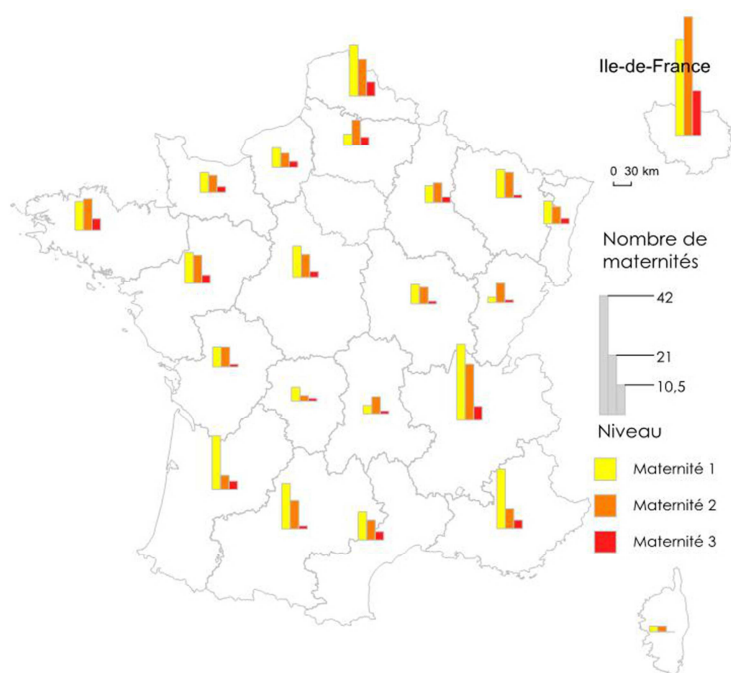 Ile-de-France
0 30 km
Nombre de
maternités
42
21
10,5
Niveau
Maternité 1
Maternité 2
Maternité 3